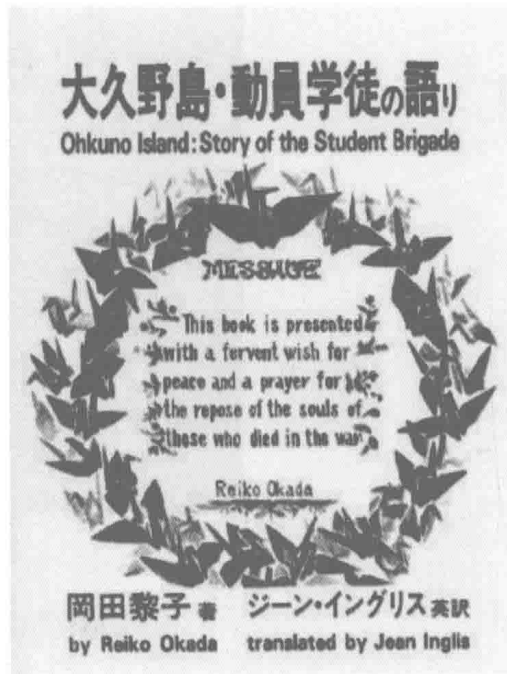 大久野島・動員学徒の語り
Ohkuno Island: Story of the Student Brigade
MESSAGE
This book is presented
with a fervent wish for
peace and a prayer for
the repose of the souls of
those who died in the war
Reiko Okada
岡田黎子 著 ジーン・イングリス 英訳
by Reiko Okada translated by Jean Inglis